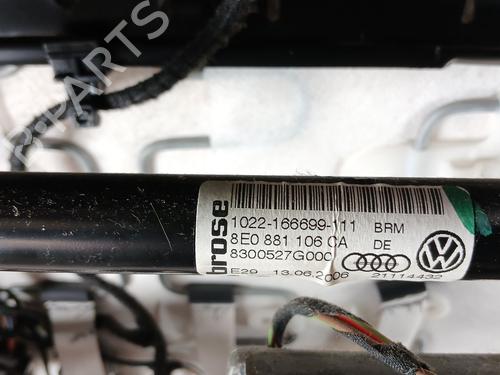 B-PARTS
brose
1022-166699-111 BRM
8E0 881 106 CA DE
8300527G000
E29 13.06.2006 21114432